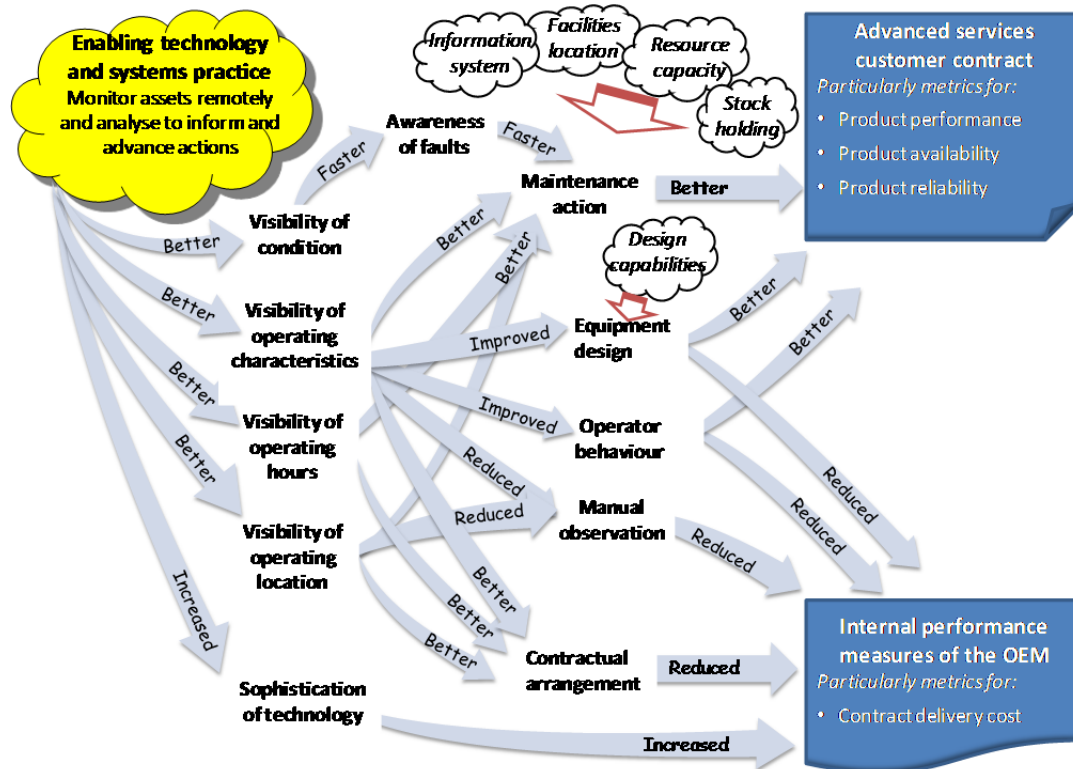 Enabling technology
and systems practice
Monitor assets remotely
and analyse to inform and
advance actions
Information
system
Facilities
location
Resource
capacity
Stock
holding
Advanced services
customer contract
Particularly metrics for:
• Product performance
• Product availability
• Product reliability
Awareness
of faults
Faster
Faster
Maintenance
action
Better
Visibility of
condition
Better
Better
Better
Design
capabilities
Better
Visibility of
operating
characteristics
Improved
Equipment
design
Better
Better
Better
Visibility of
operating
hours
Improved
Operator
behaviour
Better
Reduced
Manual
observation
Reduced
Reduced
Reduced
Reduced
Visibility of
operating
location
Better
Better
Better
Increased
Contractual
arrangement
Reduced
Internal performance
measures of the OEM
Particularly metrics for:
• Contract delivery cost
Sophistication
of technology
Increased